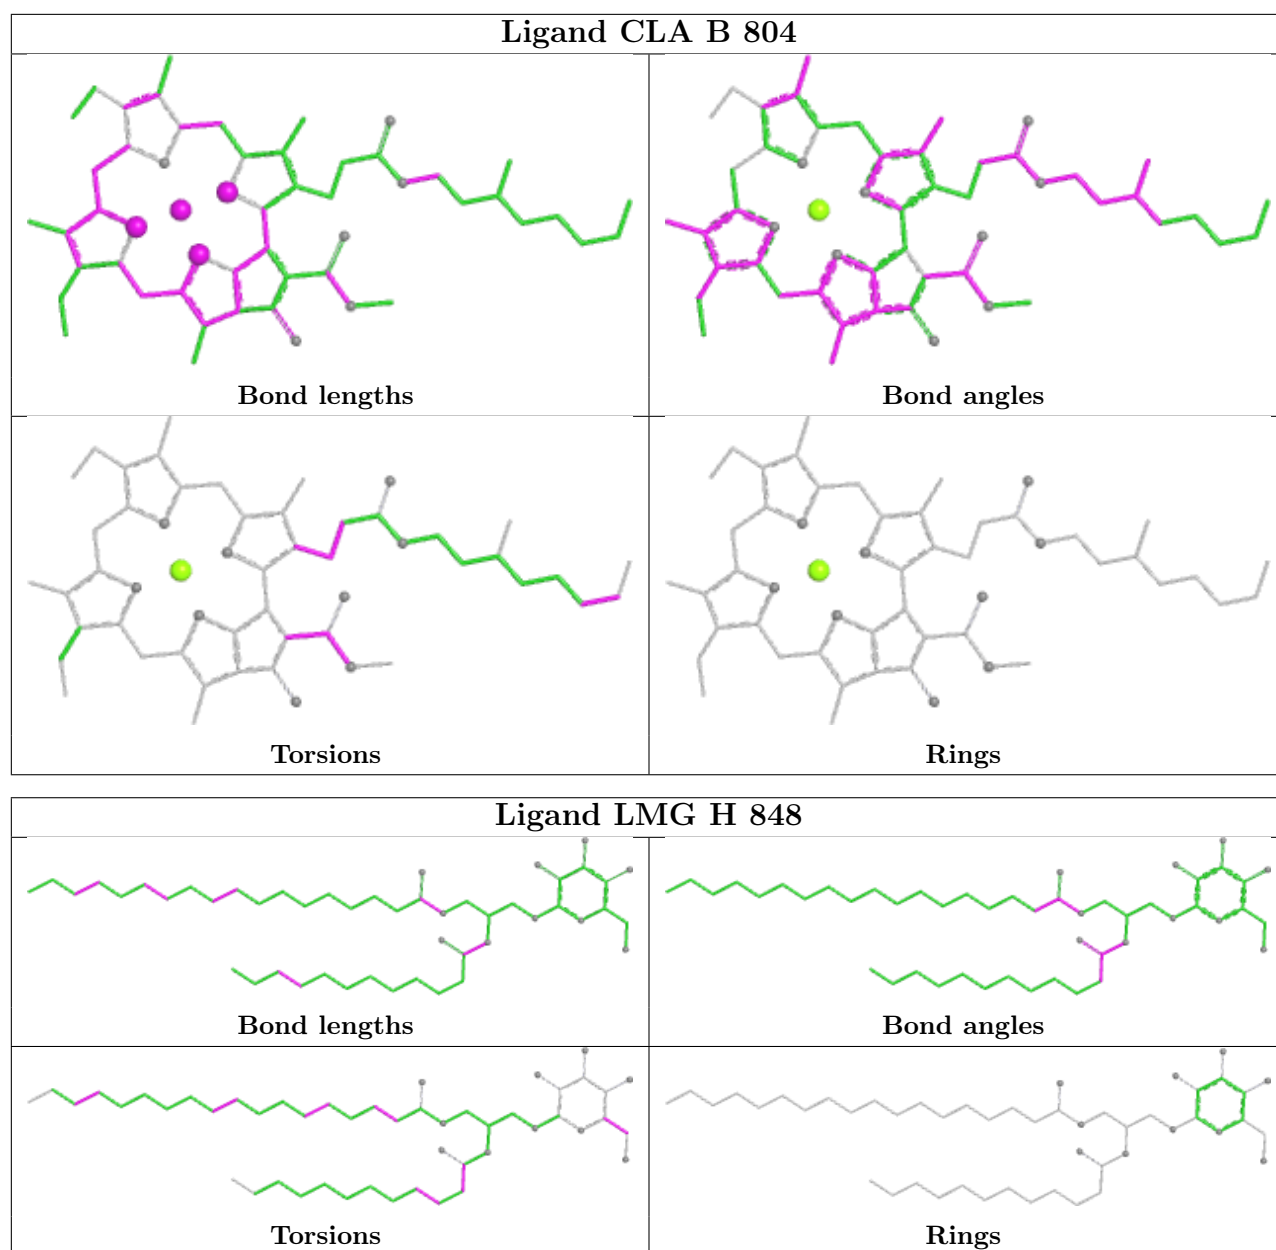 Ligand CLA B 804
Bond lengths
Bond angles
Torsions
Rings
Ligand LMG H 848
Bond lengths
Bond angles
Torsions
Rings